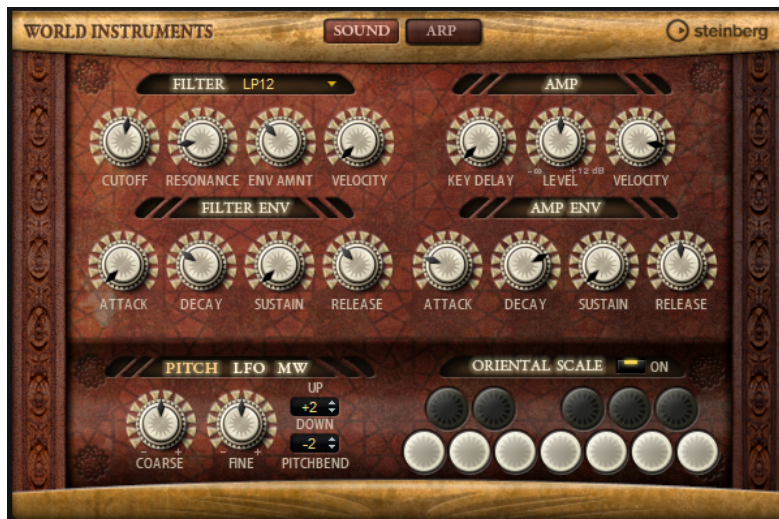 WORLD INSTRUMENTS SOUND ARP steinberg
FILTER LP12 AMP
-∞ +12 dB
CUTOFF RESONANCE ENV AMNT VELOCITY KEY DELAY LEVEL VELOCITY
FILTER ENV AMP ENV
ATTACK DECAY SUSTAIN RELEASE ATTACK DECAY SUSTAIN RELEASE
PITCH LFO MW ORIENTAL SCALE ON
UP
+2
DOWN
-2
- + - +
COARSE FINE PITCHBEND